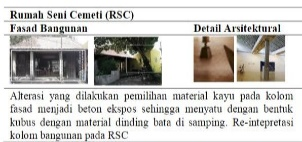 Rumah Seni Cemeti (RSC)
Fasad Bangunan Detail Arsitektural
Alterasi yang dilakukan pemilihan material kayu pada kolom
fasad menjadi beton ekspos sehingga menyatu dengan bentuk
kubus dengan material dinding bata di samping. Re-intepretasi
kolom bangunan pada RSC